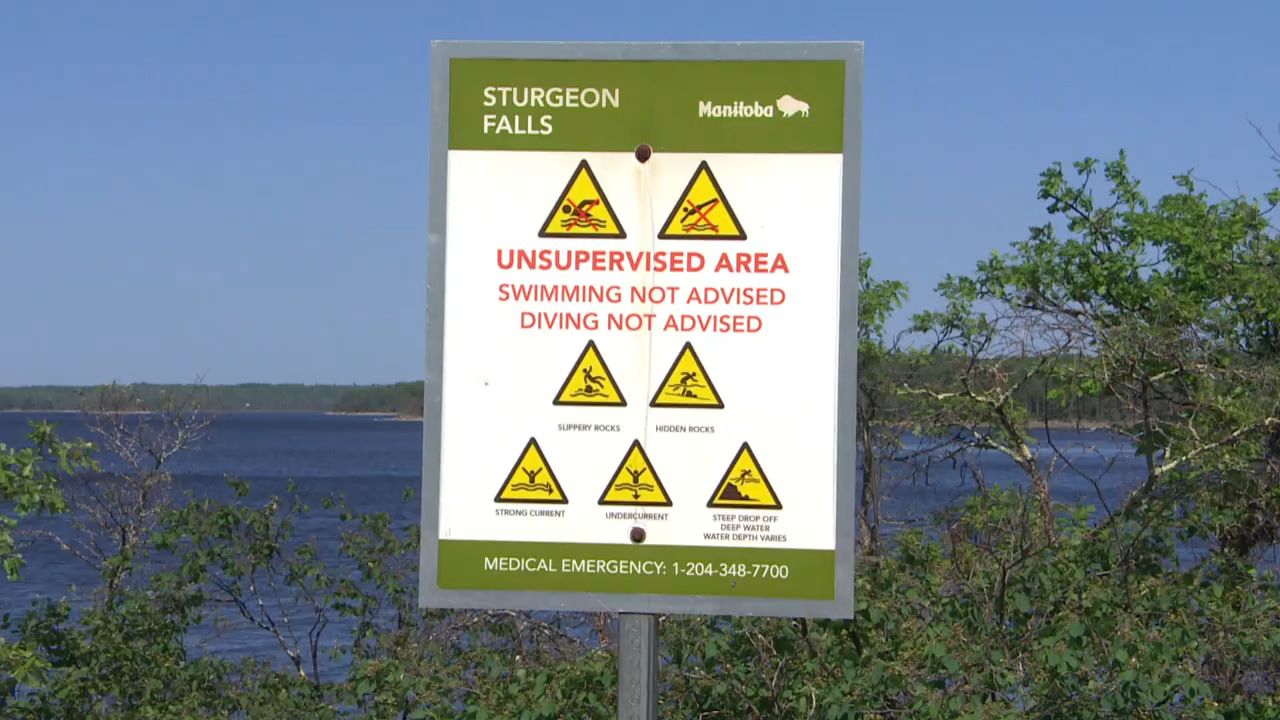 STURGEON
FALLS
Manitoba
UNSUPERVISED AREA
SWIMMING NOT ADVISED
DIVING NOT ADVISED
SLIPPERY ROCKS
HIDDEN ROCKS
STRONG CURRENT
UNDERCURRENT
STEEP DROP OFF
DEEP WATER
WATER DEPTH VARIES
MEDICAL EMERGENCY: 1-204-348-7700